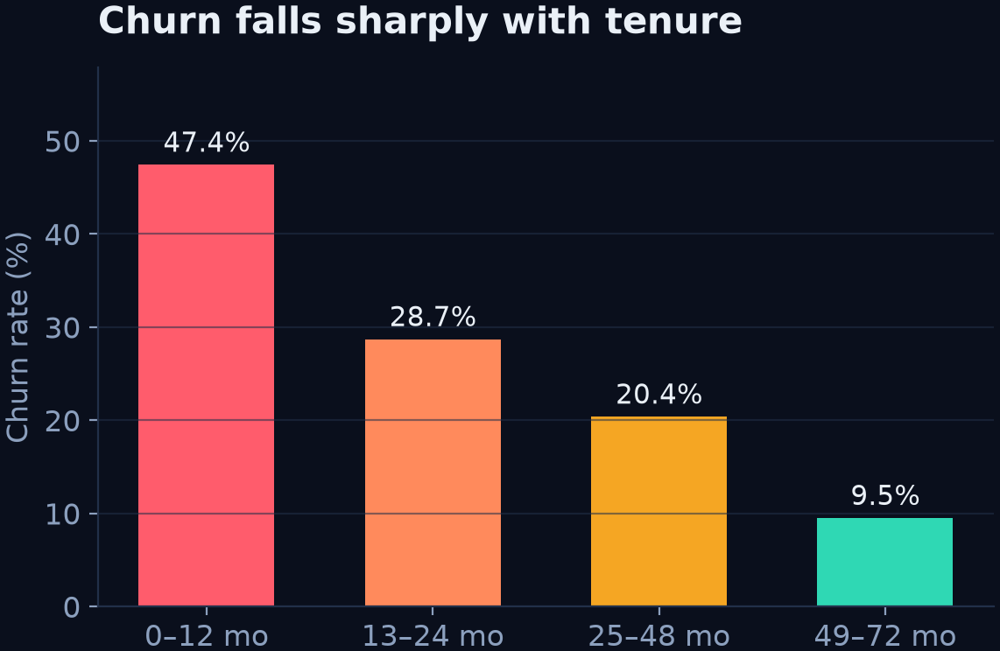 Churn falls sharply with tenure
Churn rate (%)
50
40
30
20
10
0
47.4%
28.7%
20.4%
9.5%
0–12 mo
13–24 mo
25–48 mo
49–72 mo